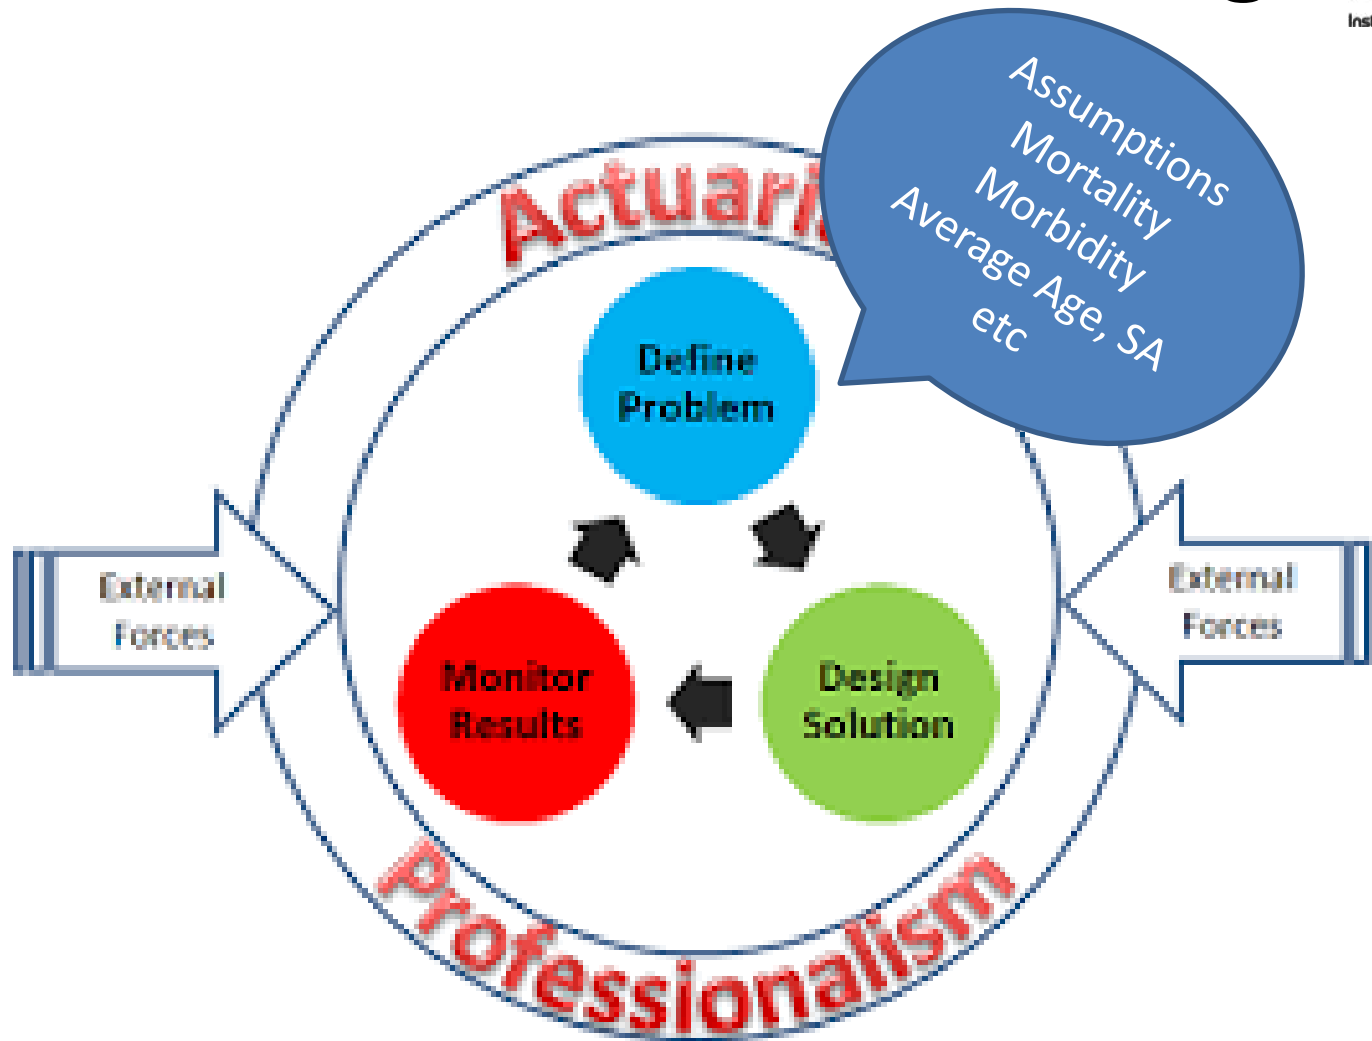 Inst
Assumptions
Mortality
Morbidity
Average Age, SA
etc
Actuari
Define
Problem
External
Forces
External
Forces
Monitor
Results
Design
Solution
Professionalism